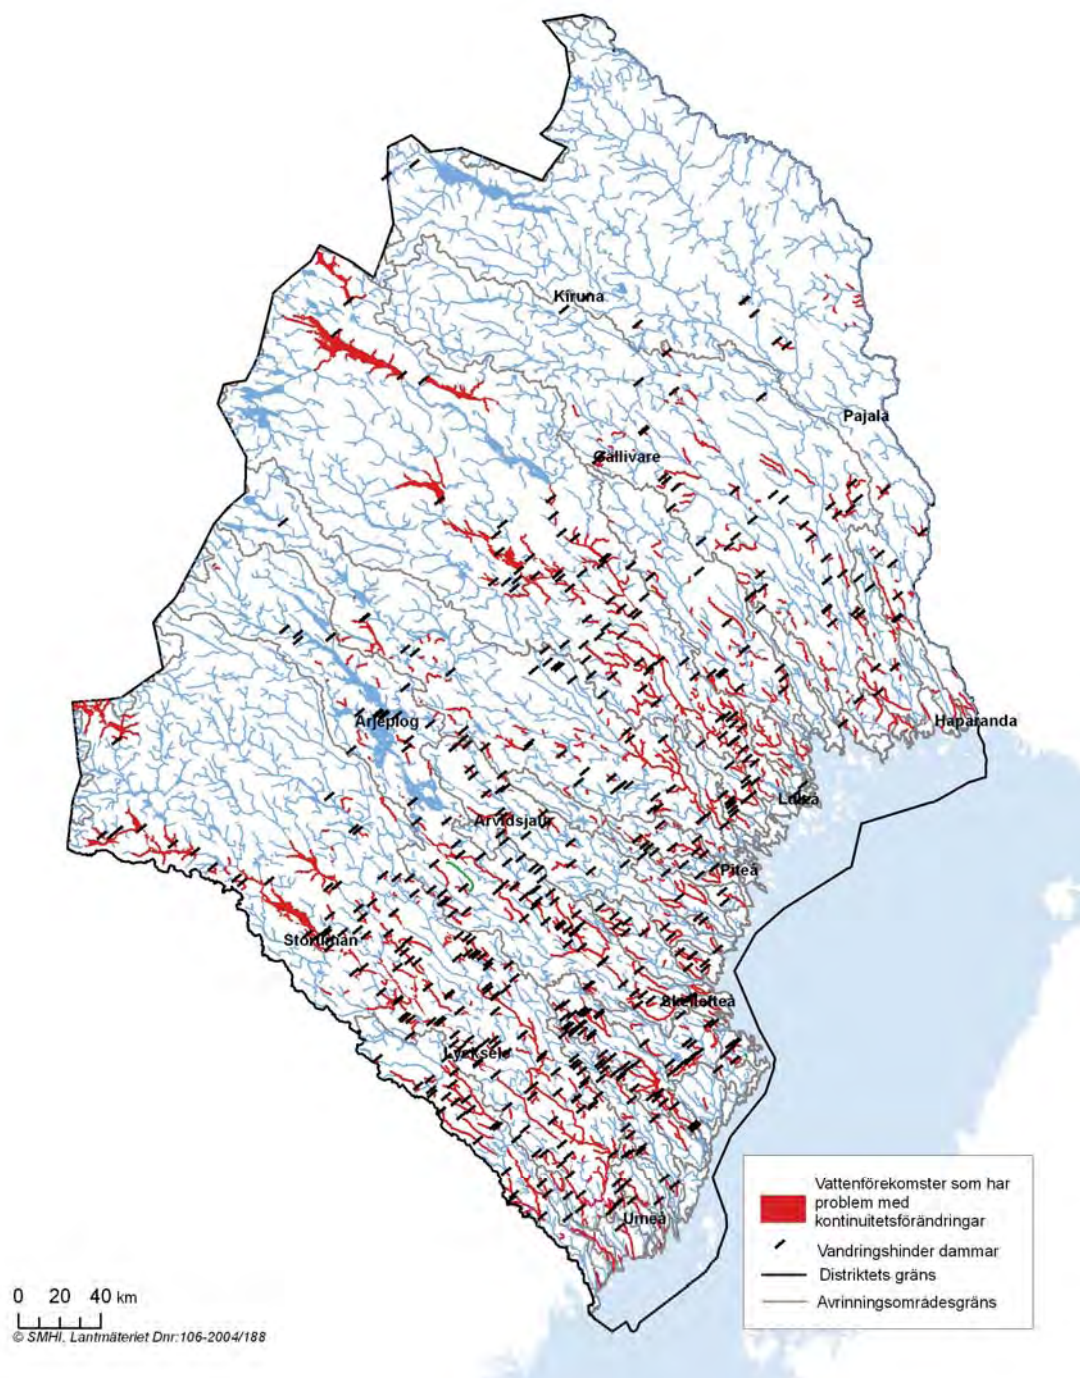 Kiruna
Pajala
Gällivare
Arjeplog
Haparanda
Luleå
Arvidsjaur
Piteå
Storuman
Skellefteå
Lycksele
Umeå
Vattenförekomster som har
problem med
kontinuitetsförändringar
Vandringshinder dammar
Distriktets gräns
Avrinningsområdesgräns
0 20 40 km
© SMHI, Lantmäteriet Dnr:106-2004/188